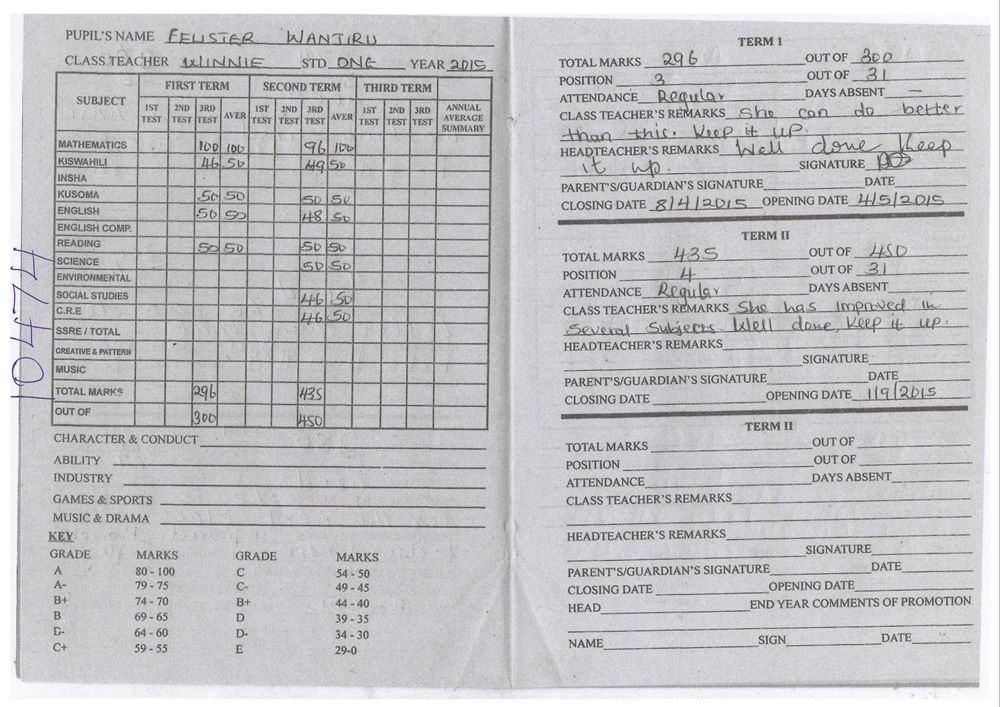 PUPIL'S NAME FELISTER WANJIRU
CLASS TEACHER WINNIE STD ONE YEAR 2015
SUBJECT FIRST TERM SECOND TERM THIRD TERM
1ST TEST 2ND TEST 3RD TEST AVER 1ST TEST 2ND TEST 3RD TEST AVER 1ST TEST 2ND TEST 3RD TEST ANNUAL AVERAGE SUMMARY
MATHEMATICS 100 100 96 100
KISWAHILI 46 50 49 50
INSHA
KUSOMA 50 50 50 50
ENGLISH 50 50 48 50
ENGLISH COMP.
READING 50 50 50 50
SCIENCE 50 50
ENVIRONMENTAL
SOCIAL STUDIES 46 50
C.R.E 46 50
SSRE / TOTAL
CREATIVE & PATTERN
MUSIC
TOTAL MARKS 296 435
OUT OF 300 450
CHARACTER & CONDUCT
ABILITY
INDUSTRY
GAMES & SPORTS
MUSIC & DRAMA
KEY
GRADE MARKS GRADE MARKS
A 80 - 100 C 54 - 50
A- 79 - 75 C- 49 - 45
B+ 74 - 70 B+ 44 - 40
B 69 - 65 D 39 - 35
B- 64 - 60 D- 34 - 30
C+ 59 - 55 E 29-0
TERM I
TOTAL MARKS 296 OUT OF 300
POSITION 3 OUT OF 31
ATTENDANCE Regular DAYS ABSENT —
CLASS TEACHER'S REMARKS She can do better
than this. Keep it up.
HEADTEACHER'S REMARKS Well done Keep
it up. SIGNATURE
PARENT'S/GUARDIAN'S SIGNATURE DATE
CLOSING DATE 8/4/2015 OPENING DATE 4/5/2015
TERM II
TOTAL MARKS 435 OUT OF 450
POSITION 4 OUT OF 31
ATTENDANCE Regular DAYS ABSENT
CLASS TEACHER'S REMARKS She has improved in
several subjects Well done, Keep it up.
HEADTEACHER'S REMARKS
SIGNATURE
PARENT'S/GUARDIAN'S SIGNATURE DATE
CLOSING DATE OPENING DATE 1/9/2015
TERM II
TOTAL MARKS OUT OF
POSITION OUT OF
ATTENDANCE DAYS ABSENT
CLASS TEACHER'S REMARKS
HEADTEACHER'S REMARKS
SIGNATURE
PARENT'S/GUARDIAN'S SIGNATURE DATE
CLOSING DATE OPENING DATE
HEAD END YEAR COMMENTS OF PROMOTION
NAME SIGN DATE